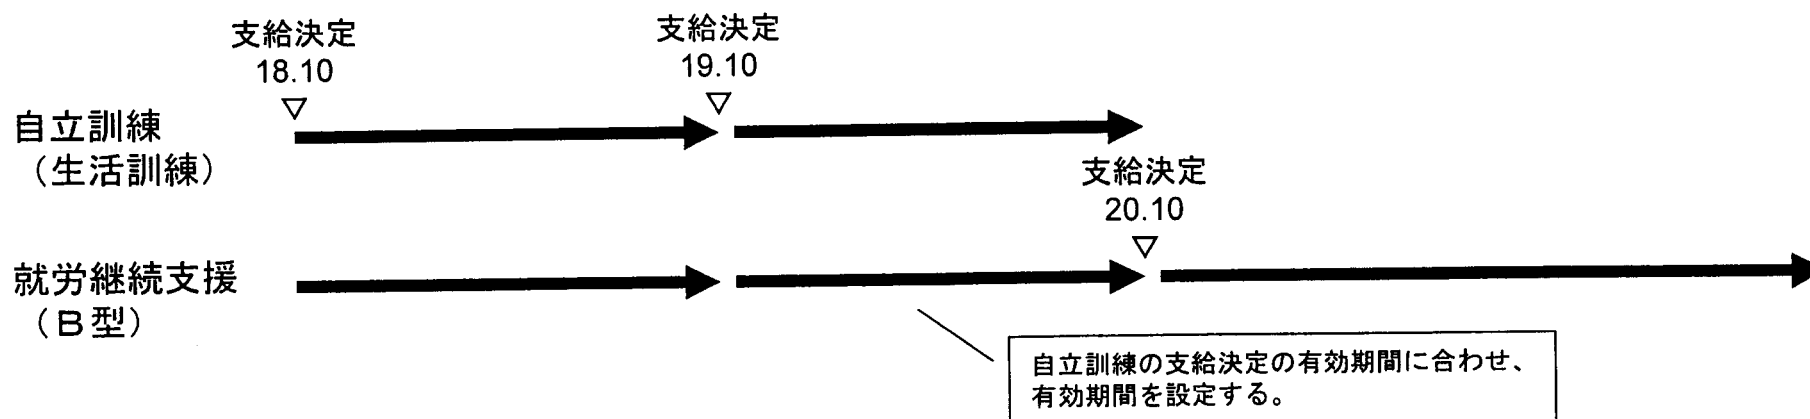 支給決定
18.10
支給決定
19.10
自立訓練
（生活訓練）
支給決定
20.10
就労継続支援
（Ｂ型）
自立訓練の支給決定の有効期間に合わせ、
有効期間を設定する。